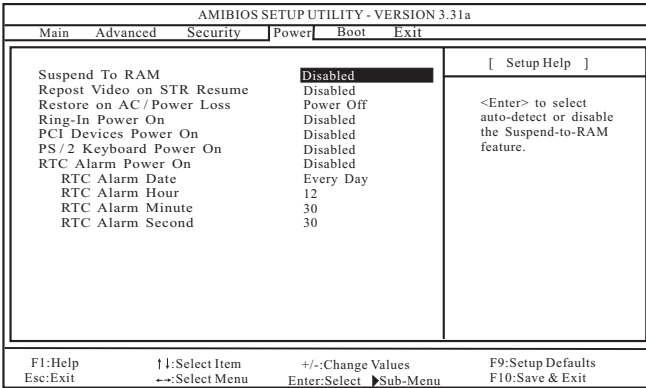 AMIBIOS SETUP UTILITY - VERSION 3.31a
Main Advanced Security Power Boot Exit
[ Setup Help ]
Suspend To RAM Disabled
Repost Video on STR Resume Disabled
Restore on AC / Power Loss Power Off
Ring-In Power On Disabled
PCI Devices Power On Disabled
PS / 2 Keyboard Power On Disabled
RTC Alarm Power On Disabled
RTC Alarm Date Every Day
RTC Alarm Hour 12
RTC Alarm Minute 30
RTC Alarm Second 30
<Enter> to select
auto-detect or disable
the Suspend-to-RAM
feature.
F1:Help ↑↓:Select Item +/-:Change Values F9:Setup Defaults
Esc:Exit ←→:Select Menu Enter:Select ▶Sub-Menu F10:Save & Exit